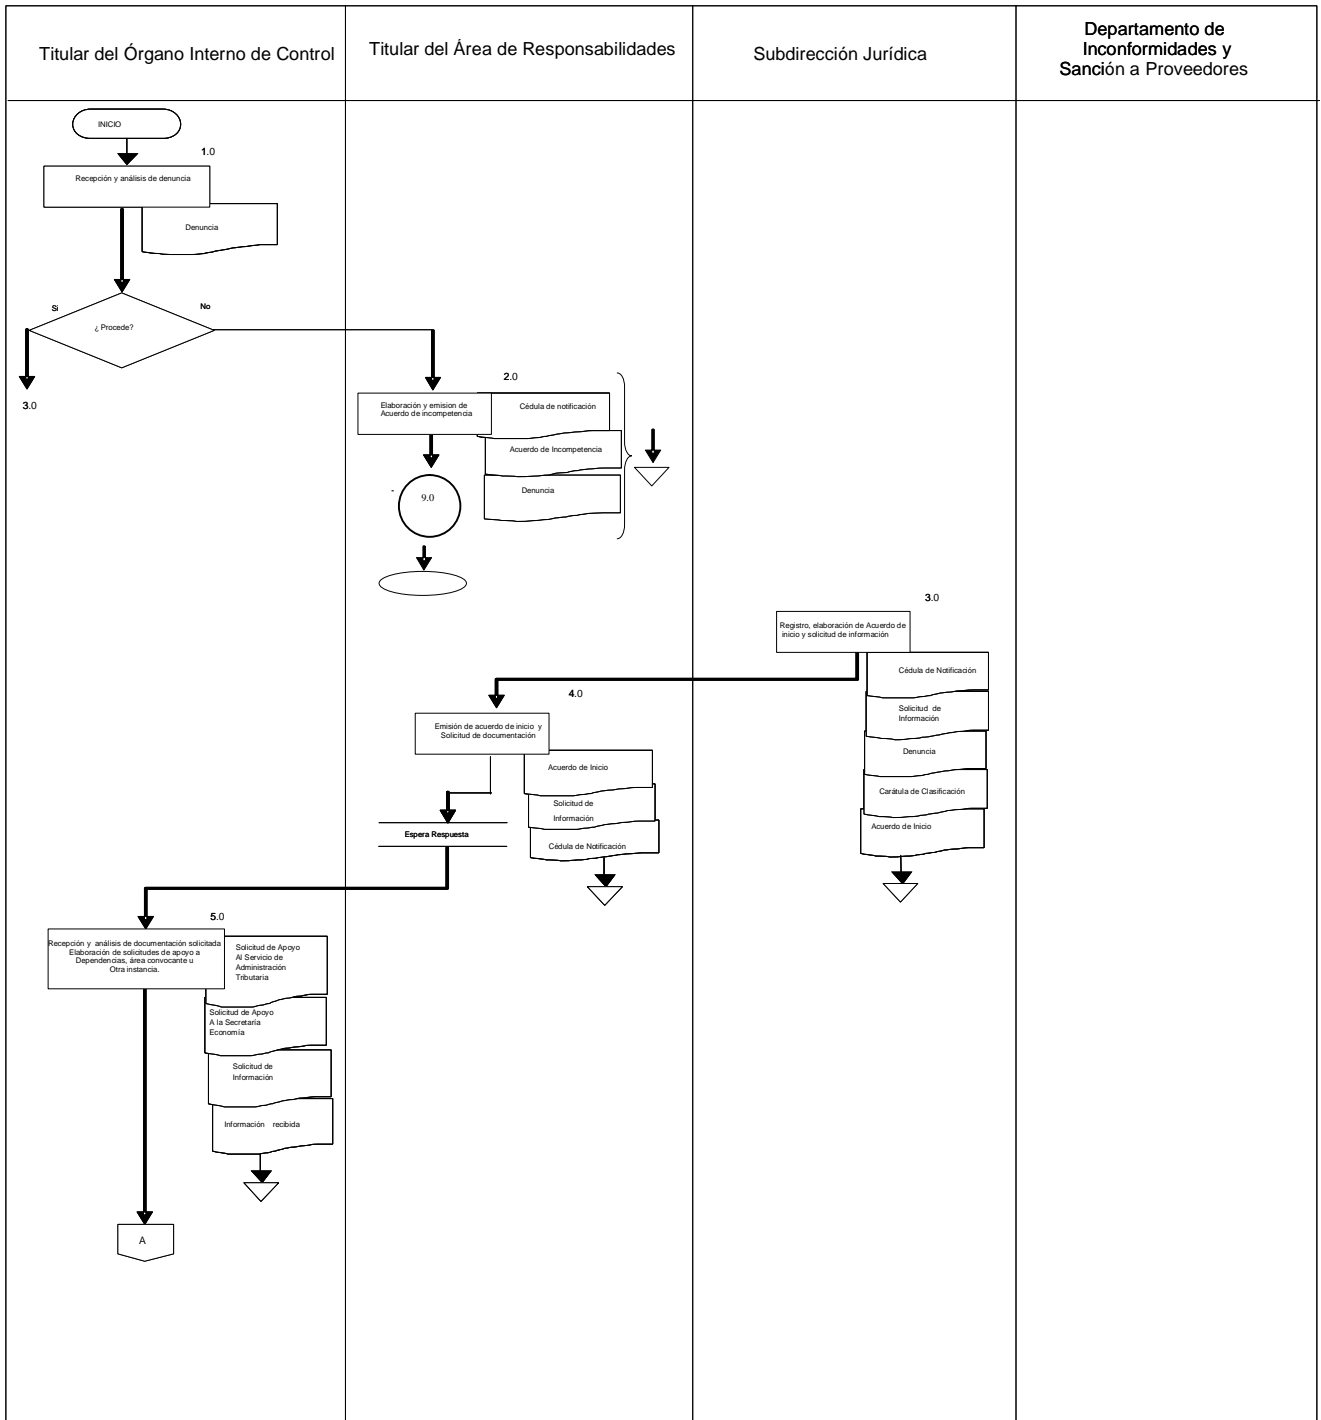 Titular del Órgano Interno de Control
Titular del Área de Responsabilidades
Subdirección Jurídica
Departamento de
Inconformidades y
Sanción a Proveedores
INICIO
1.0
Recepción y análisis de denuncia
Denuncia
Si
No
¿ Procede?
3.0
2.0
Elaboración y emision de
Acuerdo de incompetencia
Cédula de notificación
Acuerdo de Incompetencia
Denuncia
-
9.0
3.0
Registro, elaboración de Acuerdo de
inicio y solicitud de información
Cédula de Notificación
Solicitud de
Información
Denuncia
Carátula de Clasificación
Acuerdo de Inicio
4.0
Emisión de acuerdo de inicio y
Solicitud de documentación
Acuerdo de Inicio
Solicitud de
Información
Cédula de Notificación
Espera Respuesta
5.0
Recepción y análisis de documentación solicitada
Elaboración de solicitudes de apoyo a
Dependencias, área convocante u
Otra instancia.
Solicitud de Apoyo
Al Servicio de
Administración
Tributaria
Solicitud de Apoyo
A la Secretaría
Economía
Solicitud de
Información
Información recibida
A